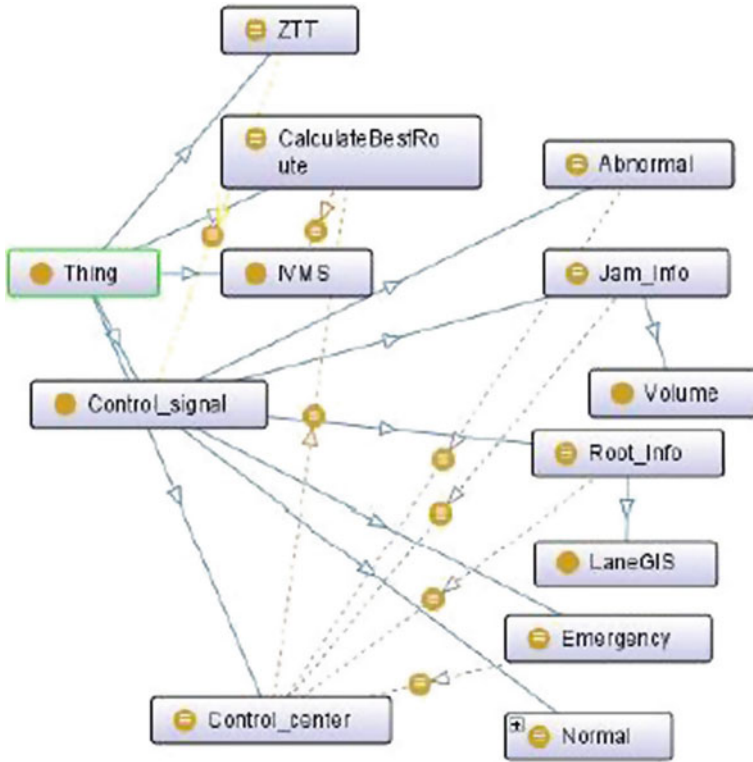 ZTT
CalculateBestRo
ute
Abnormal
Thing
IVMS
Jam_Info
Control_signal
Volume
Root_Info
LaneGIS
Emergency
Control_center
Normal